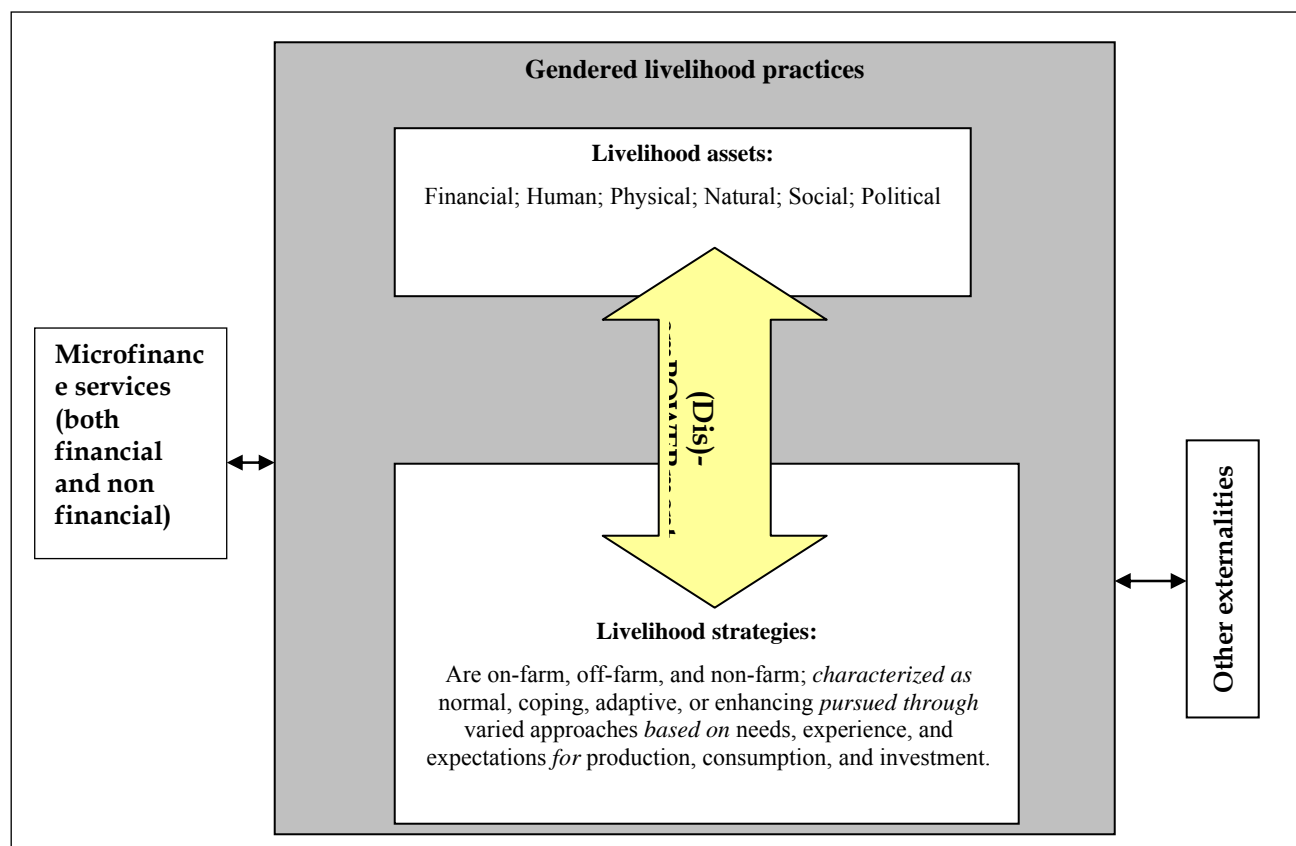 Gendered livelihood practices
Livelihood assets:
Financial; Human; Physical; Natural; Social; Political
Microfinanc
e services
(both
financial
and non
financial)
(Dis)-
Livelihood strategies:
Are on-farm, off-farm, and non-farm; characterized as
normal, coping, adaptive, or enhancing pursued through
varied approaches based on needs, experience, and
expectations for production, consumption, and investment.
Other externalities